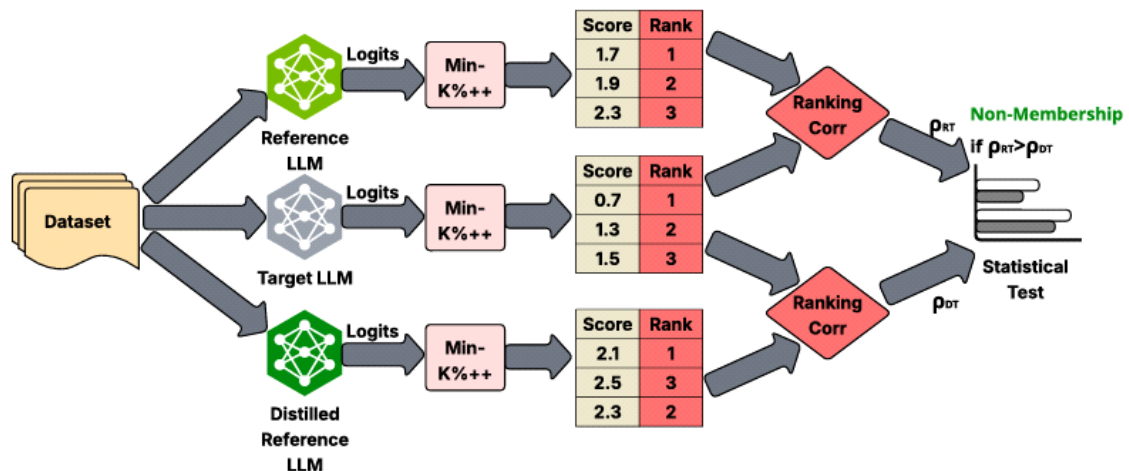 Dataset
Reference
LLM
Logits
Min-
K%++
Score Rank
1.7 1
1.9 2
2.3 3
Target LLM
Logits
Min-
K%++
Score Rank
0.7 1
1.3 2
1.5 3
Distilled
Reference
LLM
Logits
Min-
K%++
Score Rank
2.1 1
2.5 3
2.3 2
Ranking
Corr
Ranking
Corr
ρRT
ρDT
Non-Membership
if ρRT>ρDT
Statistical
Test